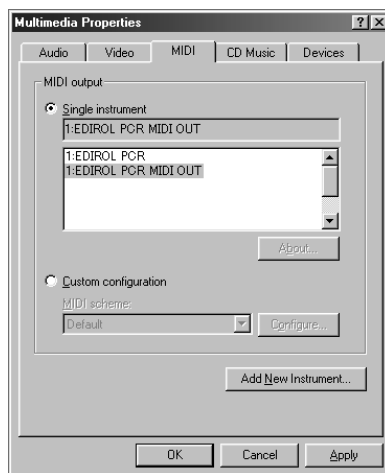 Multimedia Properties
Audio
Video
MIDI
CD Music
Devices
MIDI output
Single instrument
1:EDIROL PCR MIDI OUT
1:EDIROL PCR
1:EDIROL PCR MIDI OUT
About...
Custom configuration
MIDI scheme:
Default
Configure...
Add New Instrument...
OK
Cancel
Apply